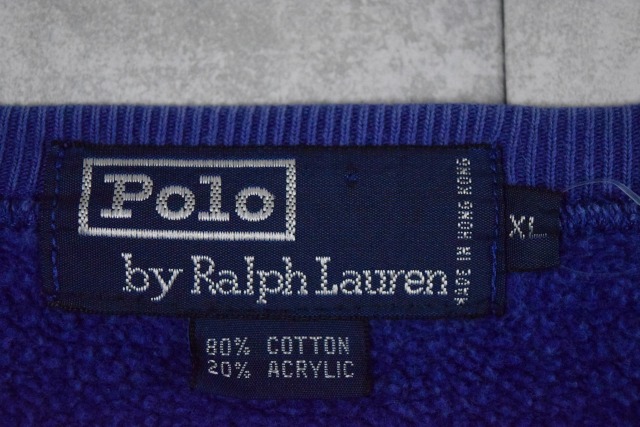 Polo
by Ralph Lauren
MADE IN HONG KONG
XL
80% COTTON
20% ACRYLIC